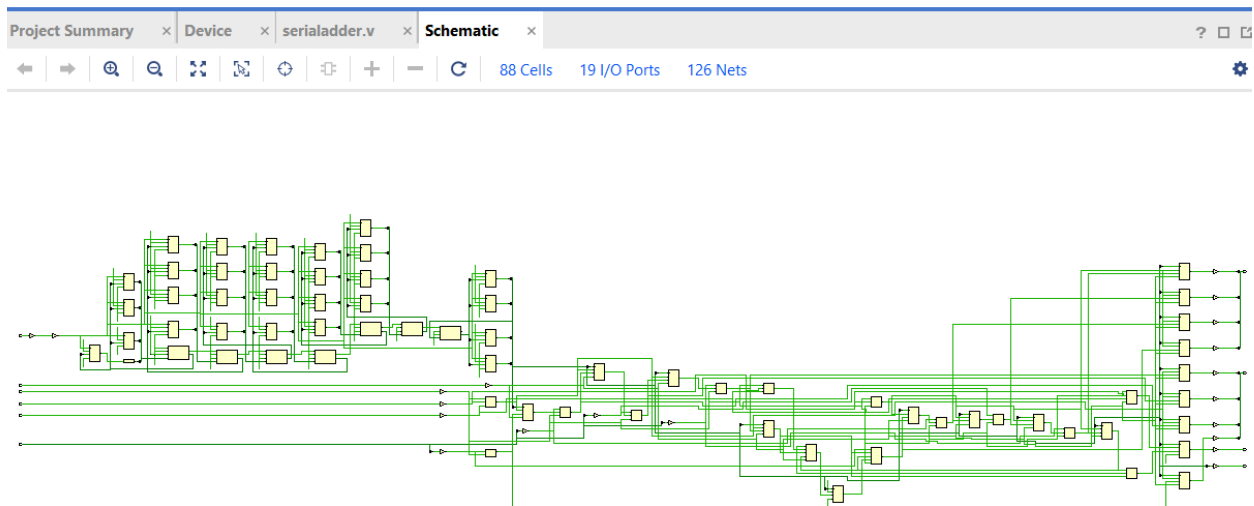 Project Summary × Device × serialadder.v × Schematic × ?
88 Cells 19 I/O Ports 126 Nets